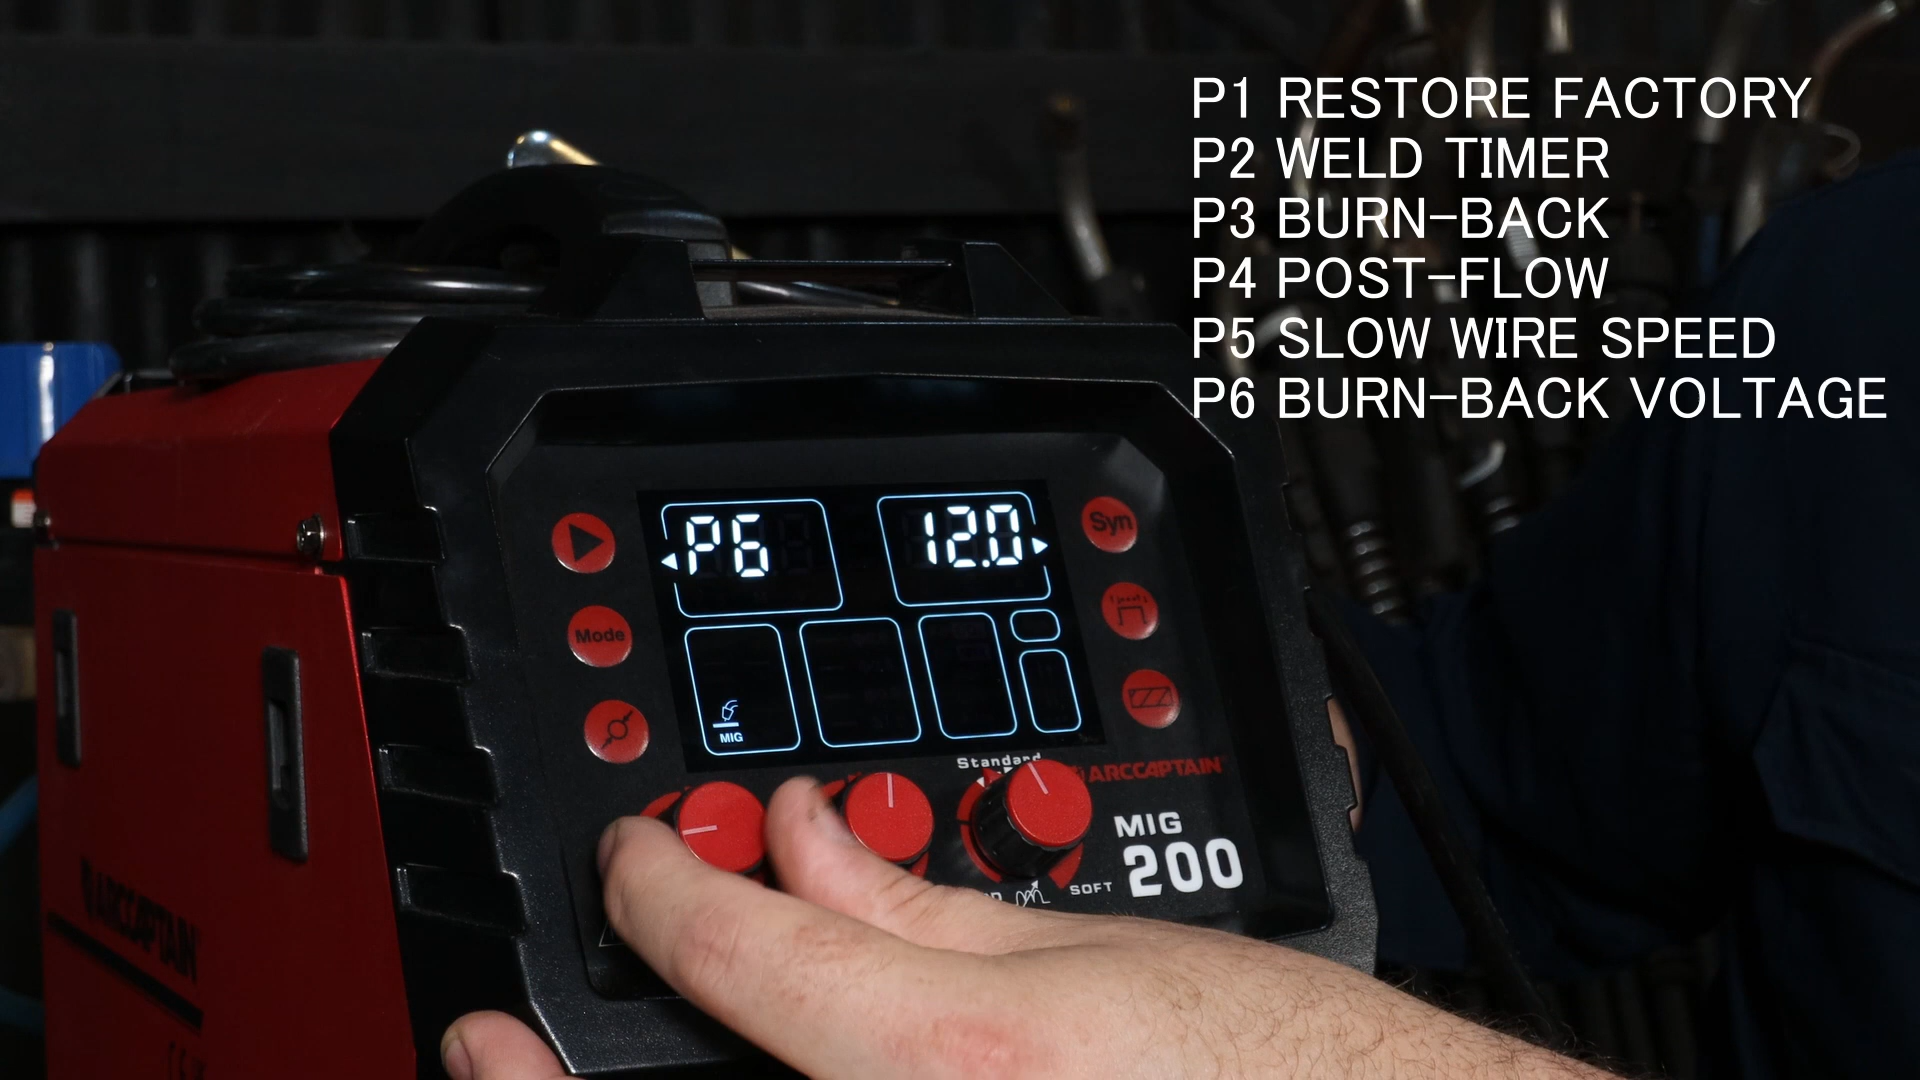 P1 RESTORE FACTORY
P2 WELD TIMER
P3 BURN-BACK
P4 POST-FLOW
P5 SLOW WIRE SPEED
P6 BURN-BACK VOLTAGE
P6 12.0
Syn
Mode
MIG
Standard
ARCCAPTAIN
MIG
200
SOFT
ARCCAPTAIN